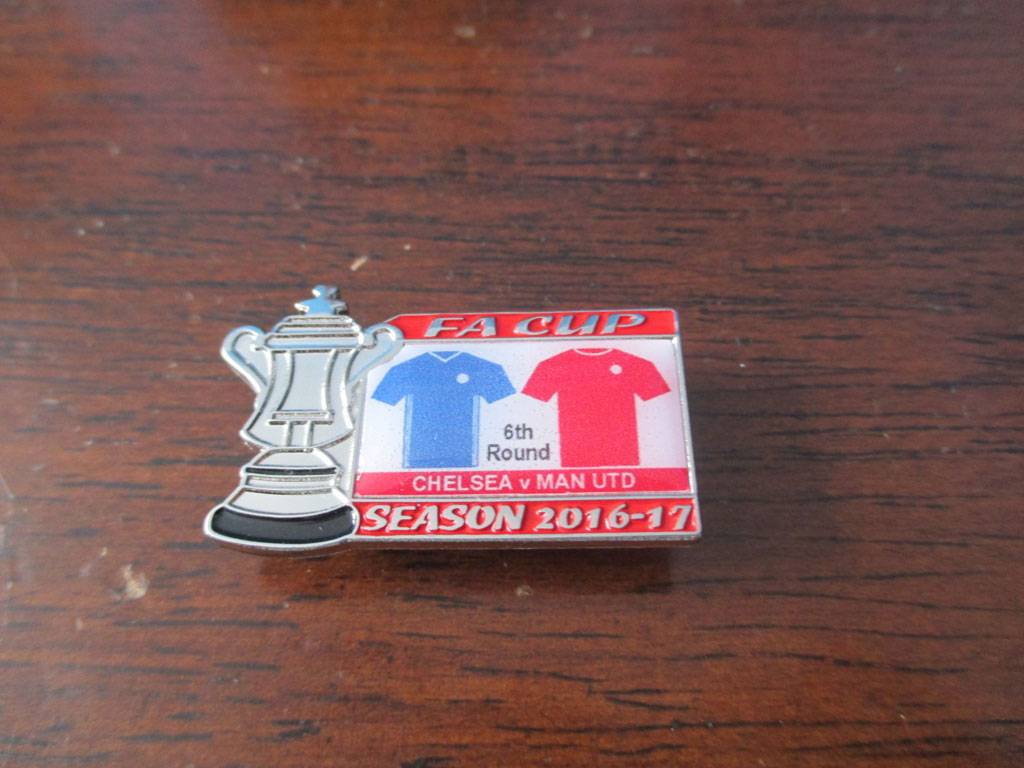 FA CUP
6th
Round
CHELSEA v MAN UTD
SEASON 2016-17